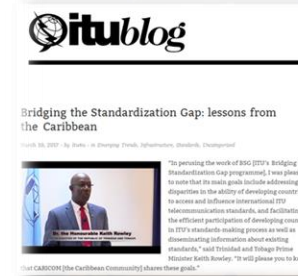 itublog
Bridging the Standardization Gap: lessons from
the Caribbean
"In perusing the work of BSG [ITU's Bridging
Standardization Gap programme], I was pleased
to note that its main goals include addressing
disparities in the ability of developing countries
to access and influence international ITU
telecommunication standards, and facilitating
the efficient participation of developing countries
in ITU's standards making process as well as
disseminating information about existing
standards," said Trinidad and Tobago Prime
Minister Keith Rowley. "It will please you to
that CARICOM [the Caribbean Community] shares these goals."
Dr. the Honourable Keith Rowley